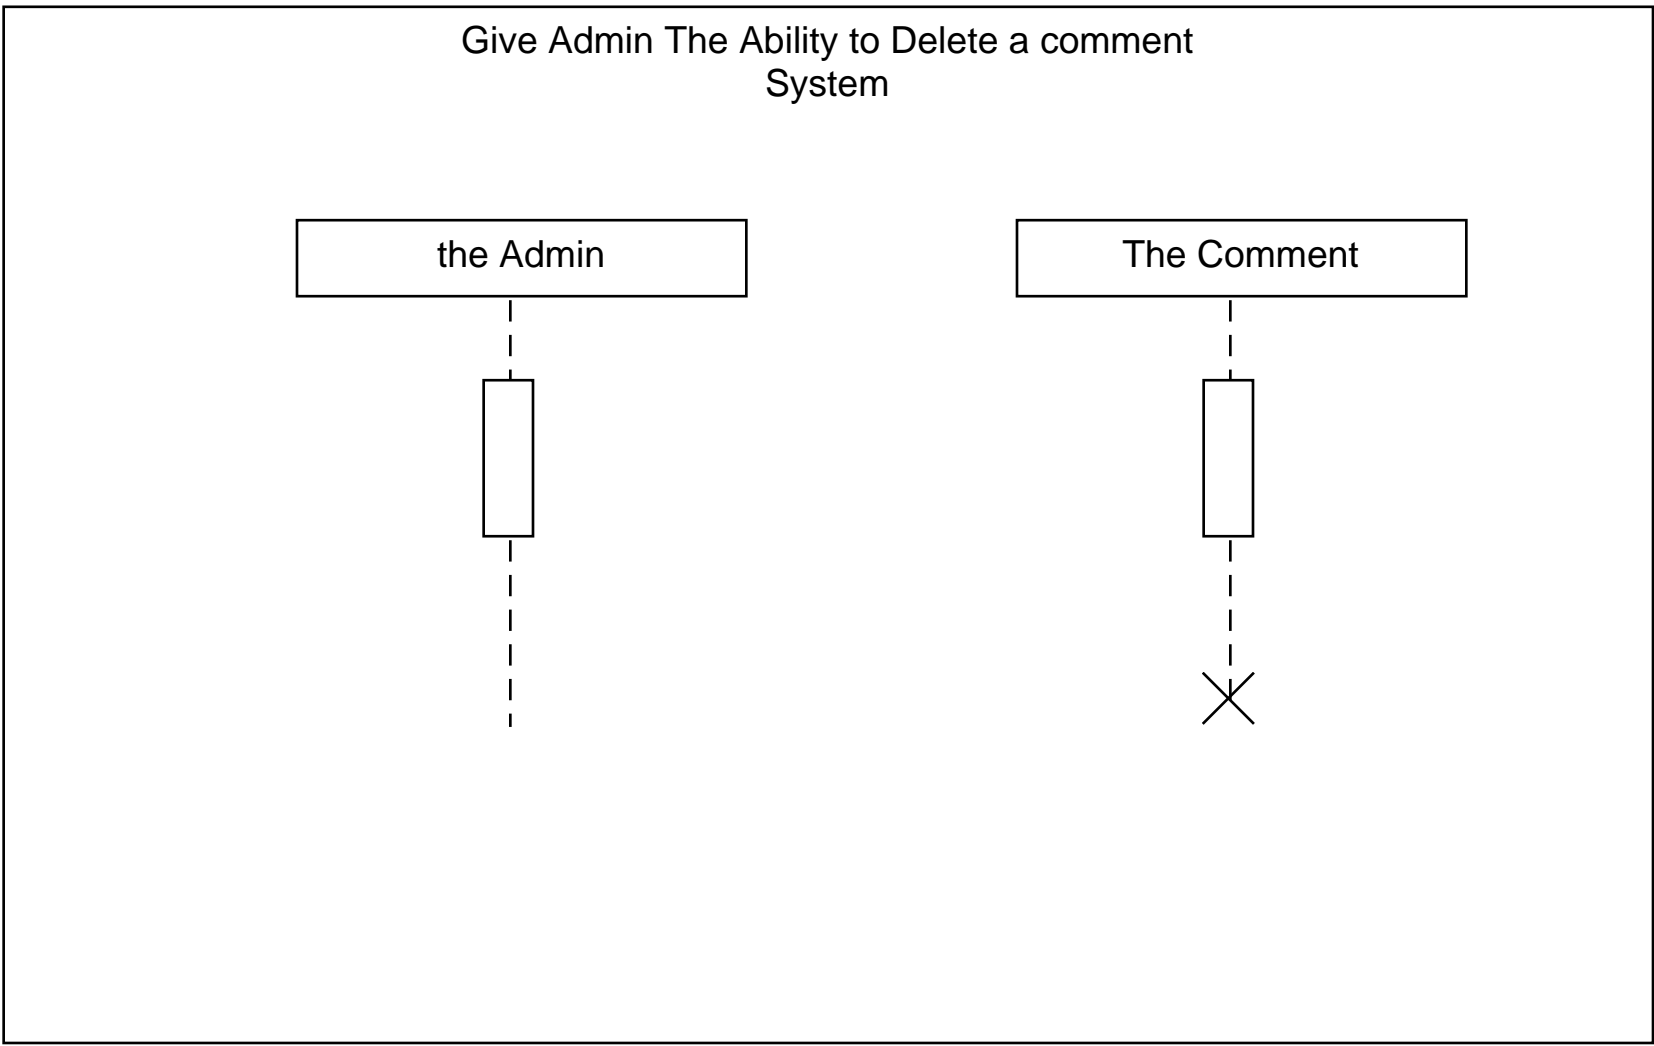 Give Admin The Ability to Delete a comment
System
the Admin
The Comment